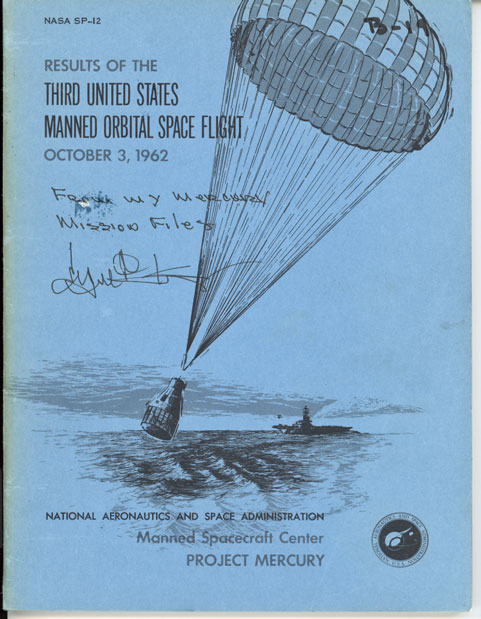 NASA SP-12
B-19
RESULTS OF THE
THIRD UNITED STATES
MANNED ORBITAL SPACE FLIGHT
OCTOBER 3, 1962
From my Mercury
Mission Files
NATIONAL AERONAUTICS AND SPACE ADMINISTRATION
Manned Spacecraft Center
PROJECT MERCURY